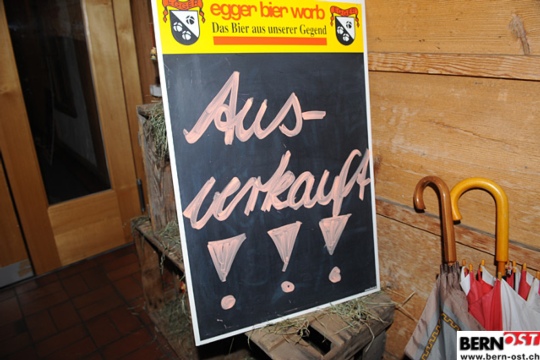 egger bier worb
Das Bier aus unserer Gegend
Aus-
verkauft
! ! !
BERNOST
www.bern-ost.ch